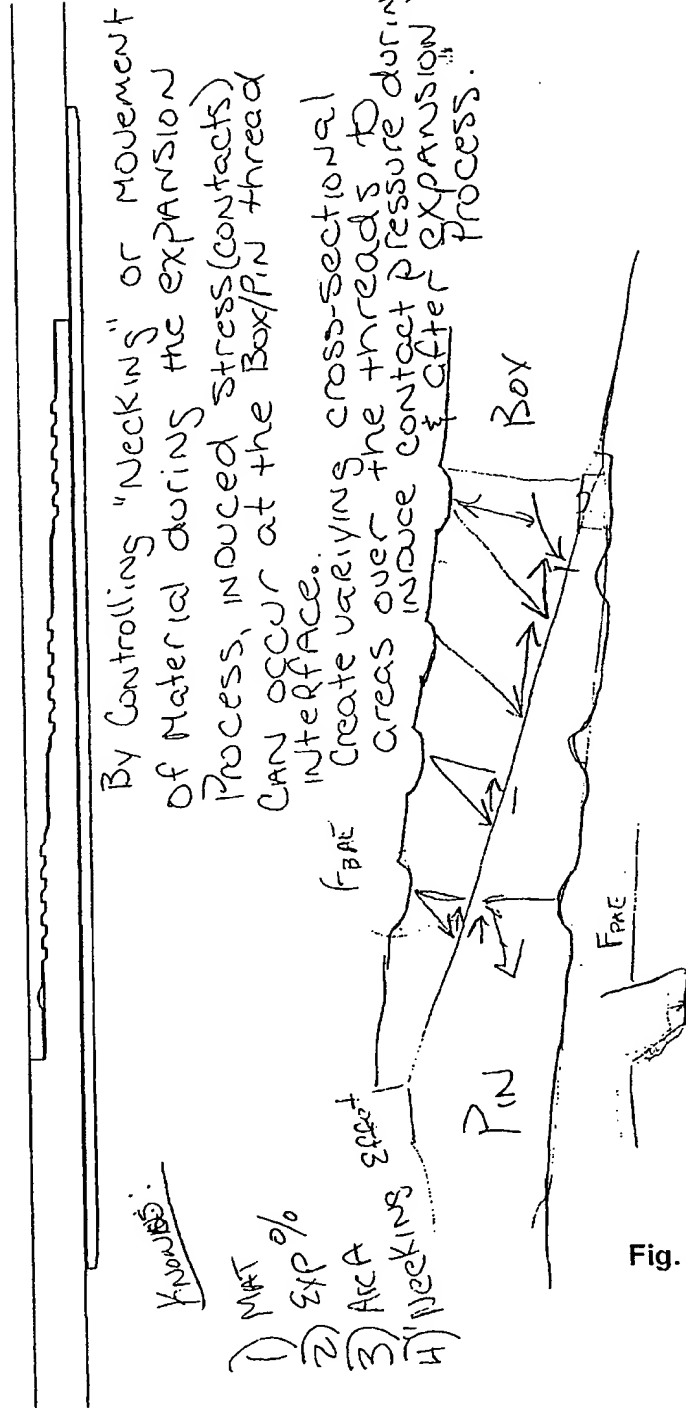 By Controlling "Necking" or Movement
of Material during the expansion
Process, INDUCED Stress (contacts)
CAN OCCUR at the Box/PIN thread
INTERFACE.
Create varying cross-sectional
areas over the threads to
INDUCE contact pressure during
& after expansion
Process.
KNOWNS:
1) MAT
2) EXP %
3) AREA
4) "Necking Effect
FBAE
PIN
BOX
FPAE
Fig.